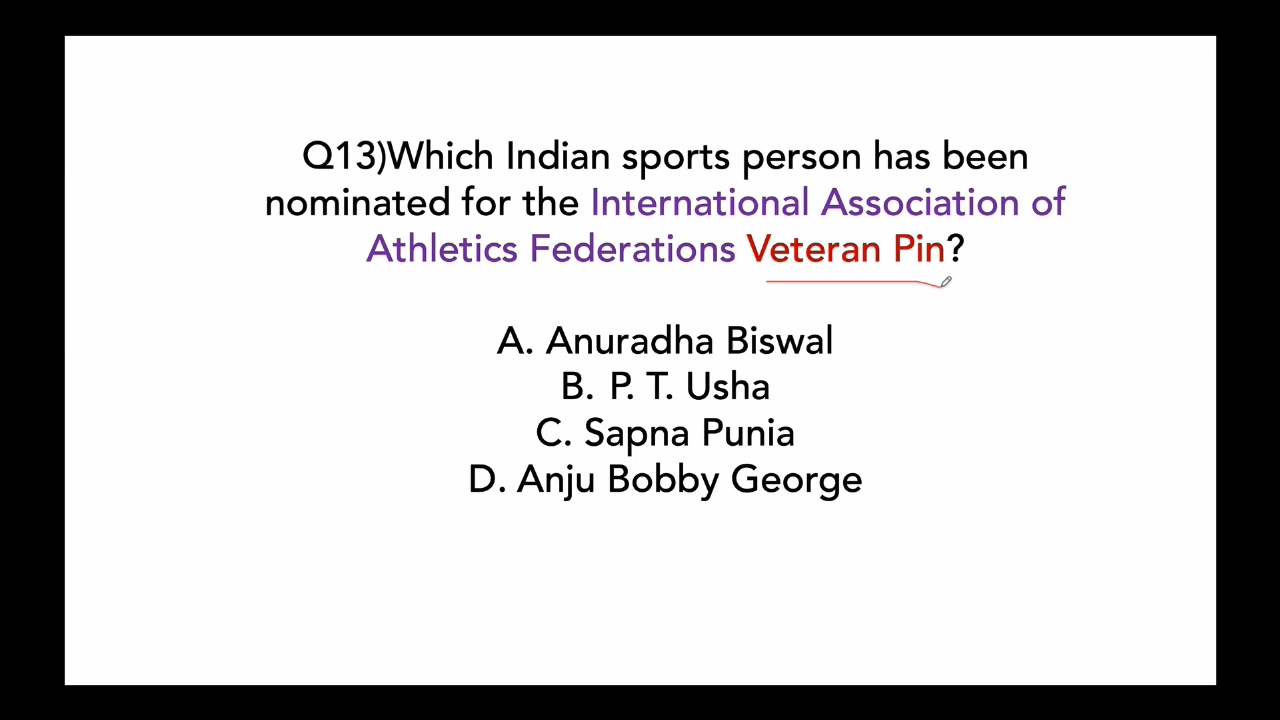 Q13)Which Indian sports person has been
nominated for the International Association of
Athletics Federations Veteran Pin?
A. Anuradha Biswal
B. P. T. Usha
C. Sapna Punia
D. Anju Bobby George